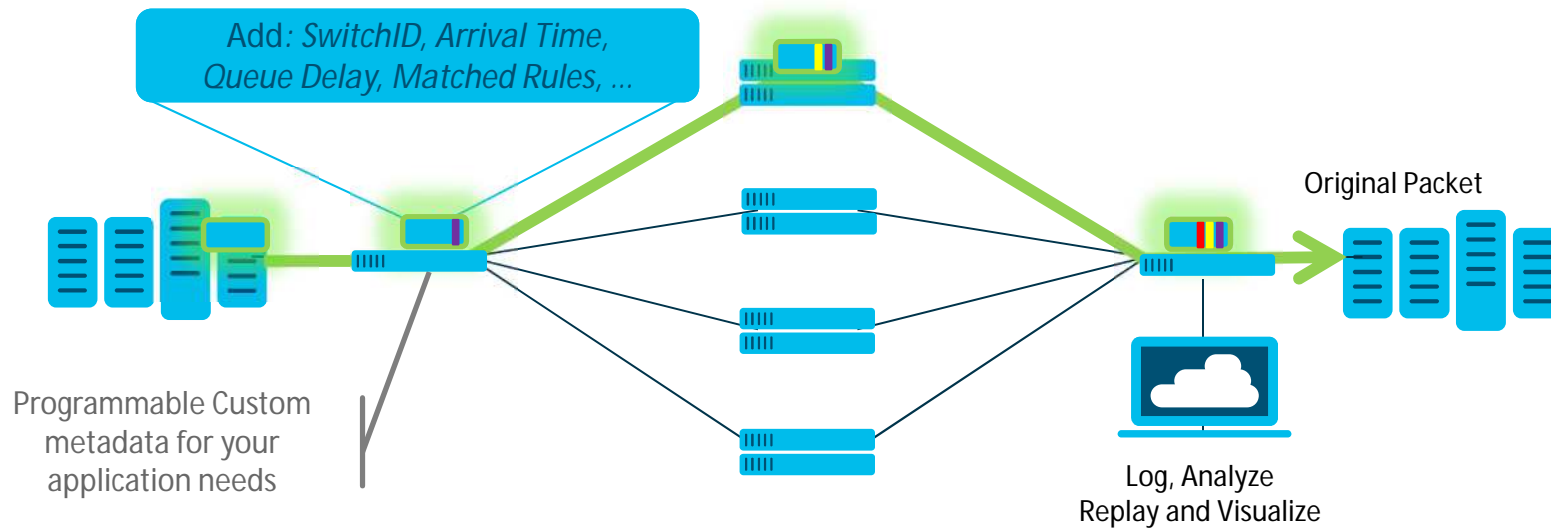 Add: SwitchID, Arrival Time,
Queue Delay, Matched Rules, ...
Original Packet
Programmable Custom
metadata for your
application needs
Log, Analyze
Replay and Visualize